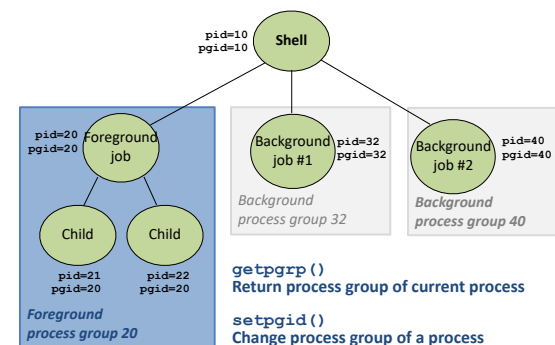 pid=10
pgid=10
Shell
pid=20
pgid=20
Foreground
job
Background
job #1
pid=32
pgid=32
Background
job #2
pid=40
pgid=40
Background
process group 32
Background
process group 40
Child
Child
pid=21
pgid=20
pid=22
pgid=20
Foreground
process group 20
getpgrp()
Return process group of current process
setpgid()
Change process group of a process